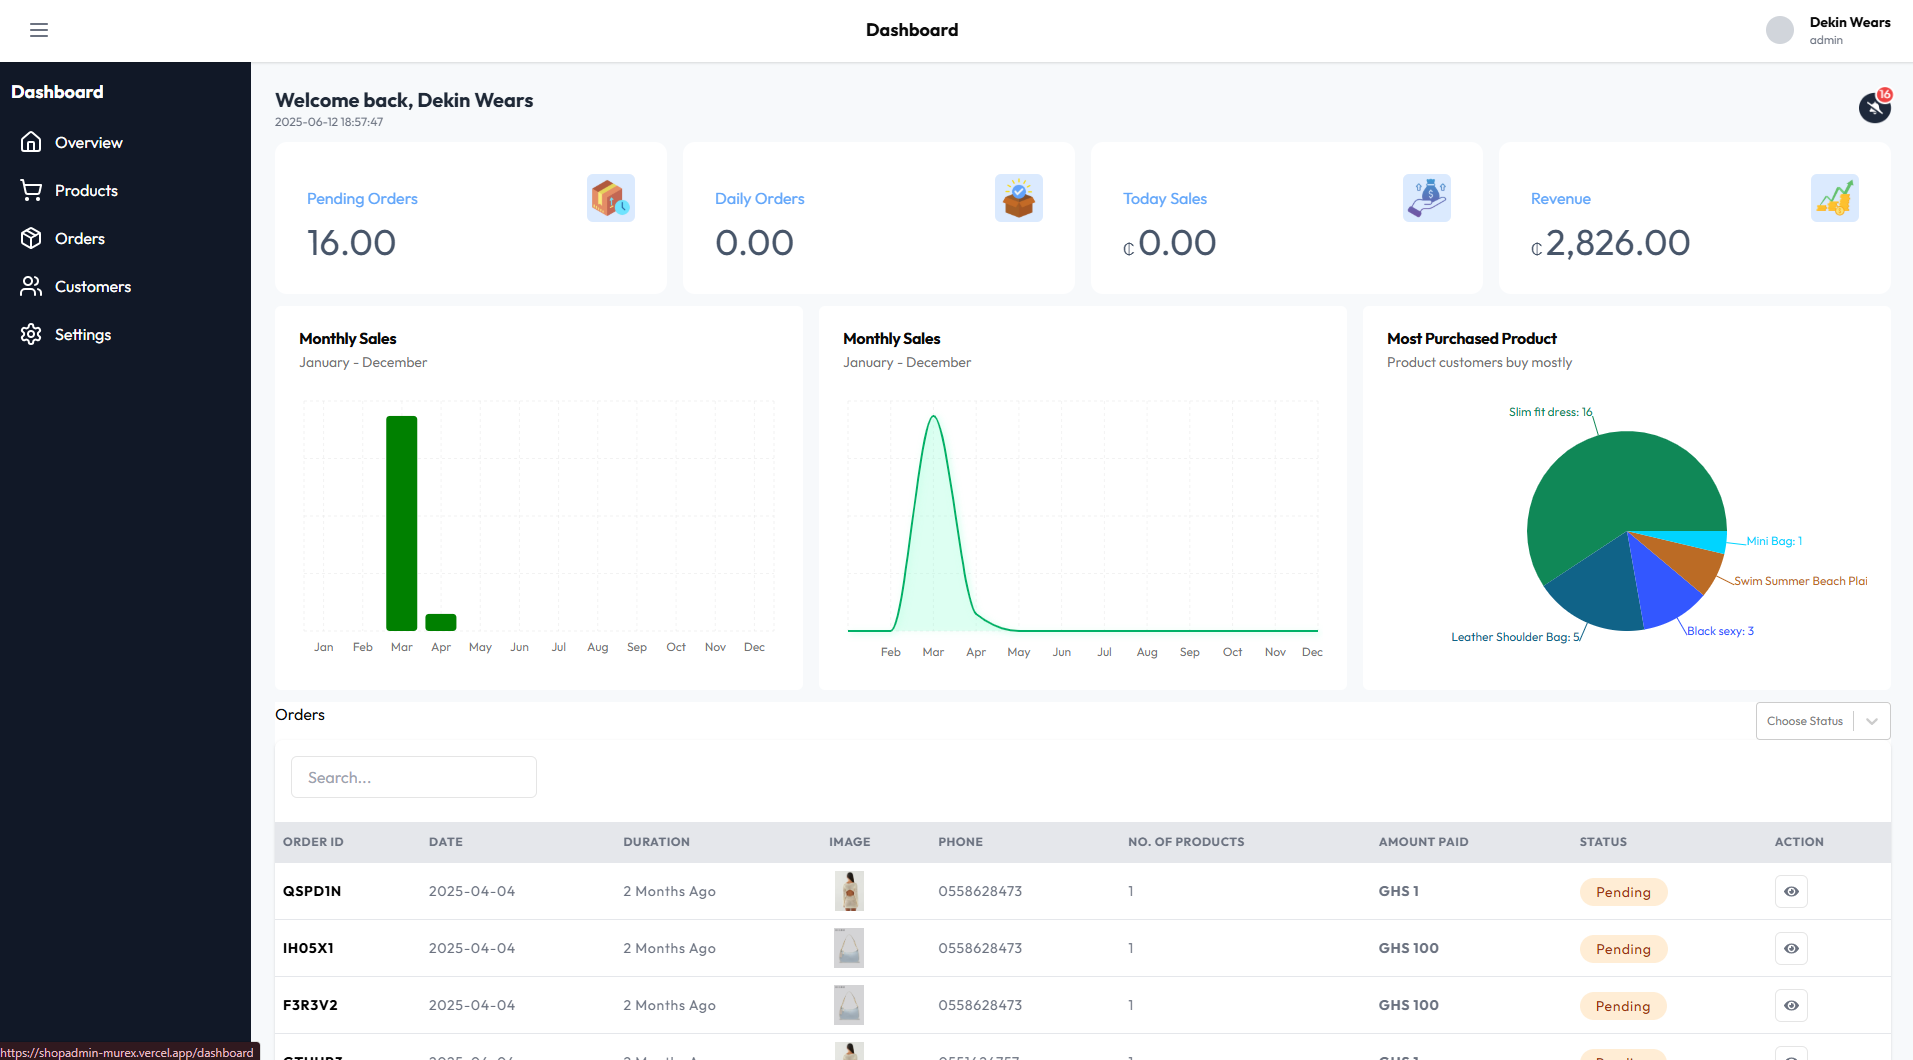 Dashboard
Dekin Wears
admin
Dashboard
Overview
Products
Orders
Customers
Settings
Welcome back, Dekin Wears
2025-06-12 18:57:47
16
Pending Orders
16.00
Daily Orders
0.00
Today Sales
₵0.00
Revenue
₵2,826.00
Monthly Sales
January - December
Jan Feb Mar Apr May Jun Jul Aug Sep Oct Nov Dec
Monthly Sales
January - December
Feb Mar Apr May Jun Jul Aug Sep Oct Nov Dec
Most Purchased Product
Product customers buy mostly
Slim fit dress: 16
Mini Bag: 1
Swim Summer Beach Plai
Black sexy: 3
Leather Shoulder Bag: 5
Orders
Choose Status
Search...
ORDER ID DATE DURATION IMAGE PHONE NO. OF PRODUCTS AMOUNT PAID STATUS ACTION
QSPD1N 2025-04-04 2 Months Ago 0558628473 1 GHS 1 Pending
IH05X1 2025-04-04 2 Months Ago 0558628473 1 GHS 100 Pending
F3R3V2 2025-04-04 2 Months Ago 0558628473 1 GHS 100 Pending
https://shopadmin-murex.vercel.app/dashboard